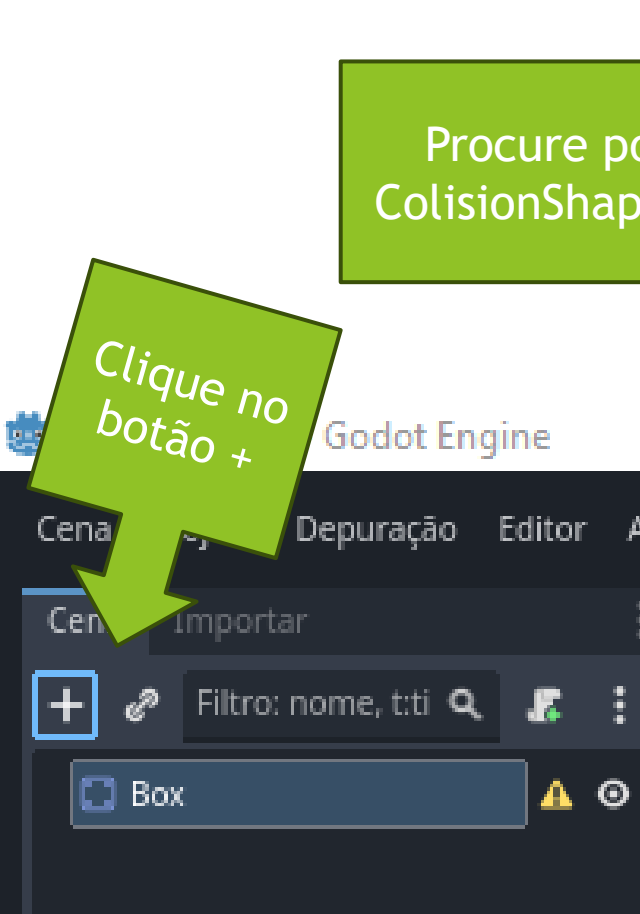 Procure po
ColisionShap
Clique no
botão +
Godot Engine
Cena
Depuração Editor A
Cen
Importar
Filtro: nome, t:ti
Box